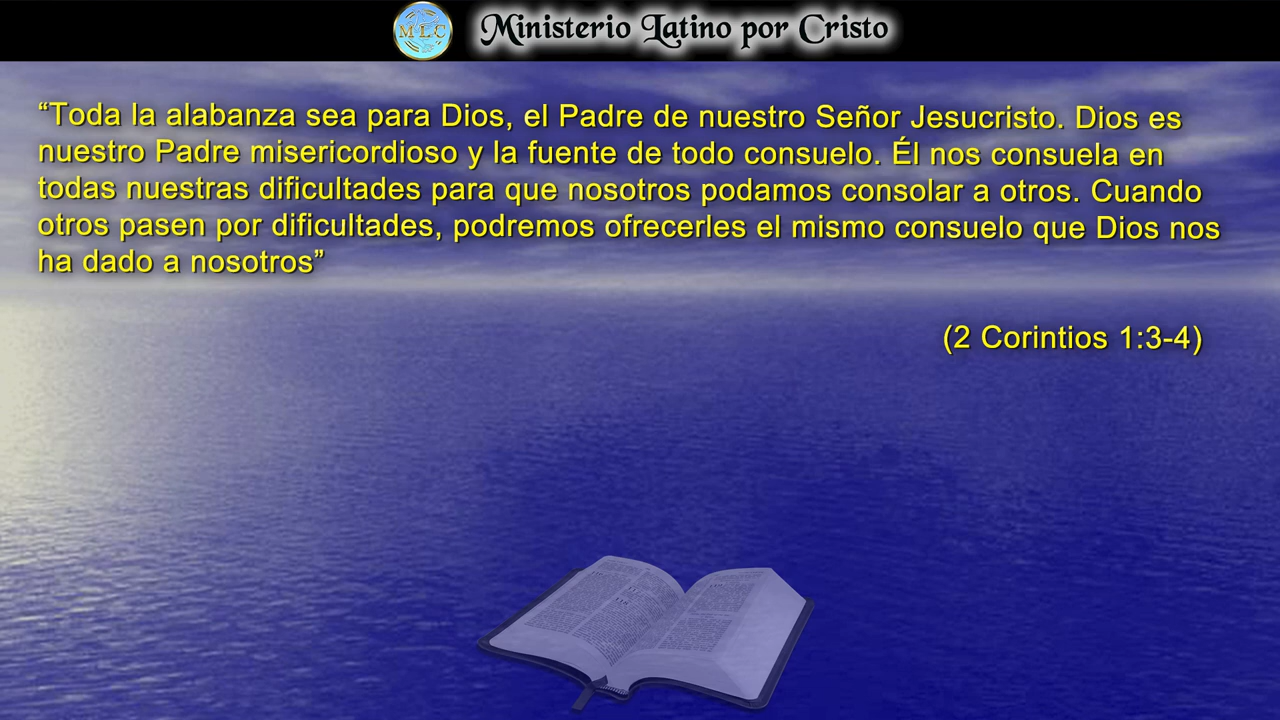 MLC
Ministerio Latino por Cristo
“Toda la alabanza sea para Dios, el Padre de nuestro Señor Jesucristo. Dios es
nuestro Padre misericordioso y la fuente de todo consuelo. Él nos consuela en
todas nuestras dificultades para que nosotros podamos consolar a otros. Cuando
otros pasen por dificultades, podremos ofrecerles el mismo consuelo que Dios nos
ha dado a nosotros”
(2 Corintios 1:3-4)